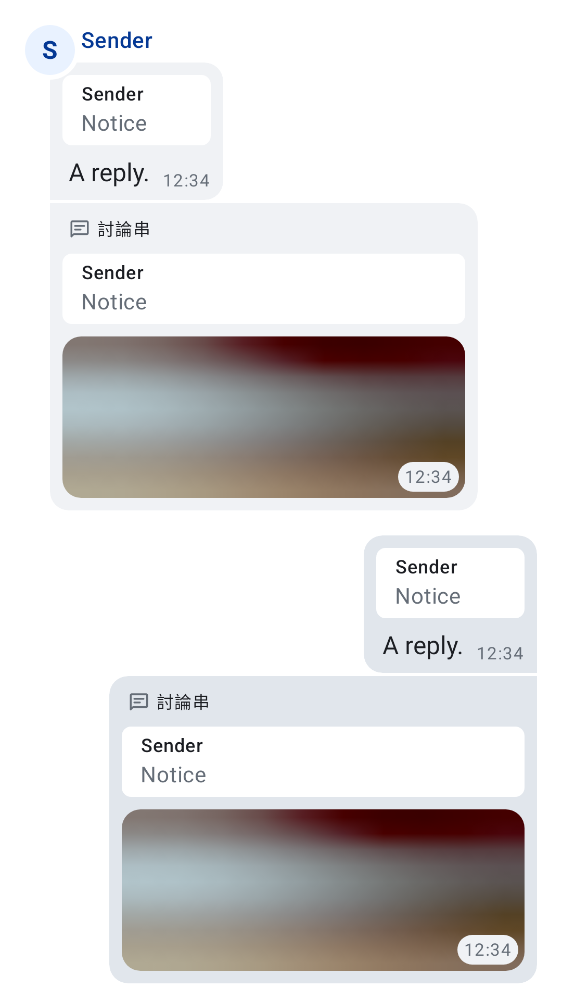 S
Sender
Sender
Notice
A reply. 12:34
討論串
Sender
Notice
12:34
Sender
Notice
A reply. 12:34
討論串
Sender
Notice
12:34